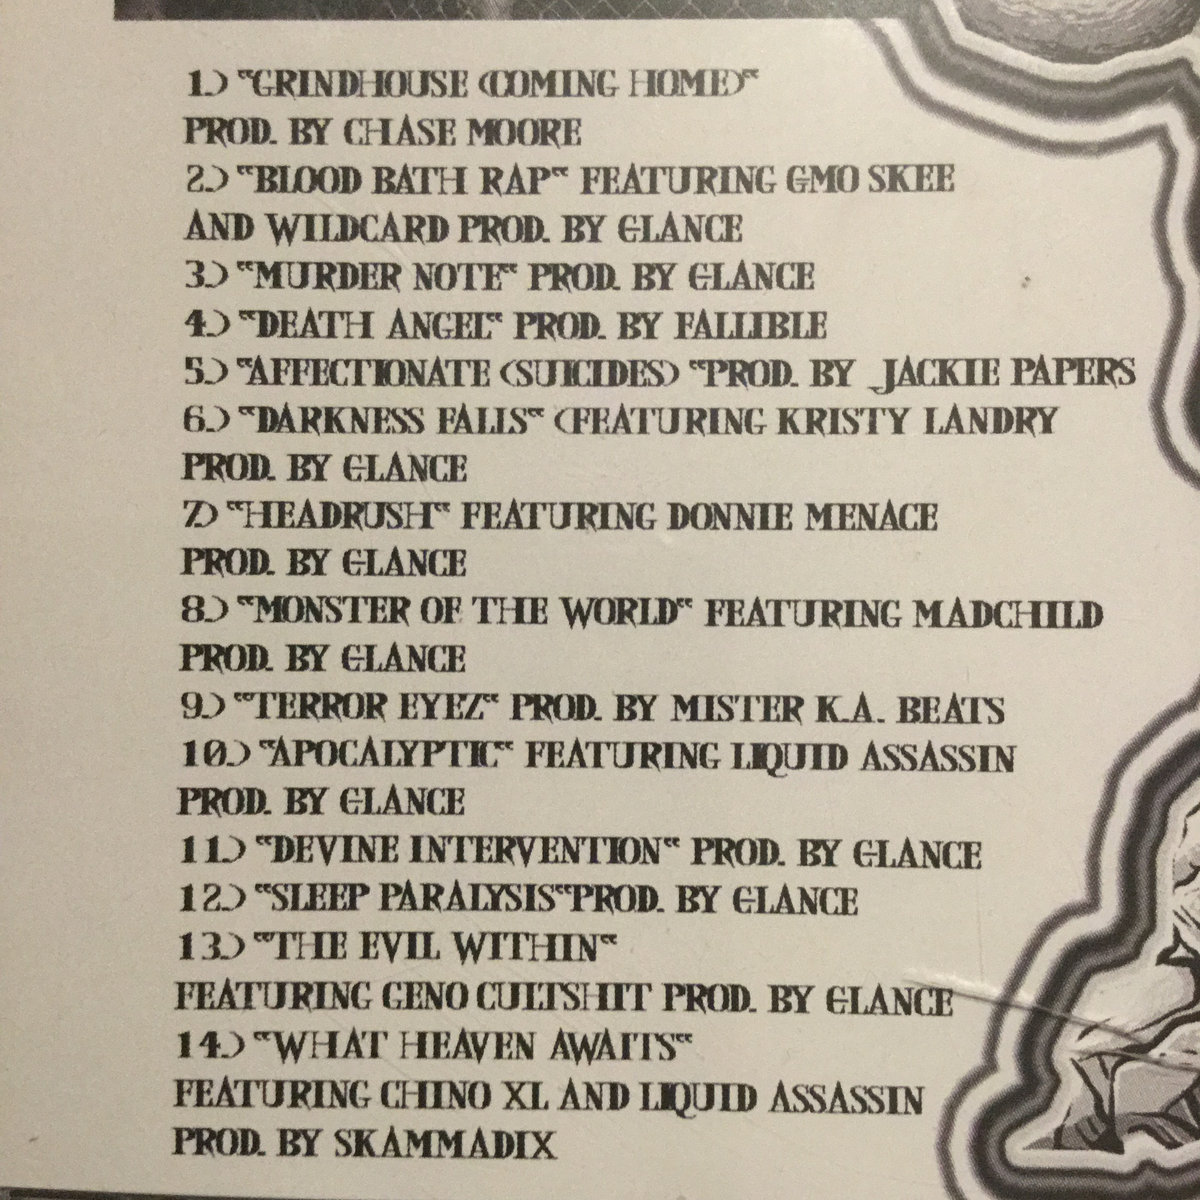 1.) "GRINDHOUSE (COMING HOME)"
PROD. BY CHASE MOORE
2.) "BLOOD BATH RAP" FEATURING GMO SKEE
AND WILDCARD PROD. BY GLANCE
3.) "MURDER NOTE" PROD. BY GLANCE
4.) "DEATH ANGEL" PROD. BY FALLIBLE
5.) "AFFECTIONATE (SUICIDES) "PROD. BY JACKIE PAPERS
6.) "DARKNESS FALLS" (FEATURING KRISTY LANDRY
PROD. BY GLANCE
7.) "HEADRUSH" FEATURING DONNIE MENACE
PROD. BY GLANCE
8.) "MONSTER OF THE WORLD" FEATURING MADCHILD
PROD. BY GLANCE
9.) "TERROR EYEZ" PROD. BY MISTER K.A. BEATS
10.) "APOCALYPTIC" FEATURING LIQUID ASSASSIN
PROD. BY GLANCE
11.) "DEVINE INTERVENTION" PROD. BY GLANCE
12.) "SLEEP PARALYSIS"PROD. BY GLANCE
13.) "THE EVIL WITHIN"
FEATURING GENO CULTSHIT PROD. BY GLANCE
14.) "WHAT HEAVEN AWAITS"
FEATURING CHINO XL AND LIQUID ASSASSIN
PROD. BY SKAMMADIX